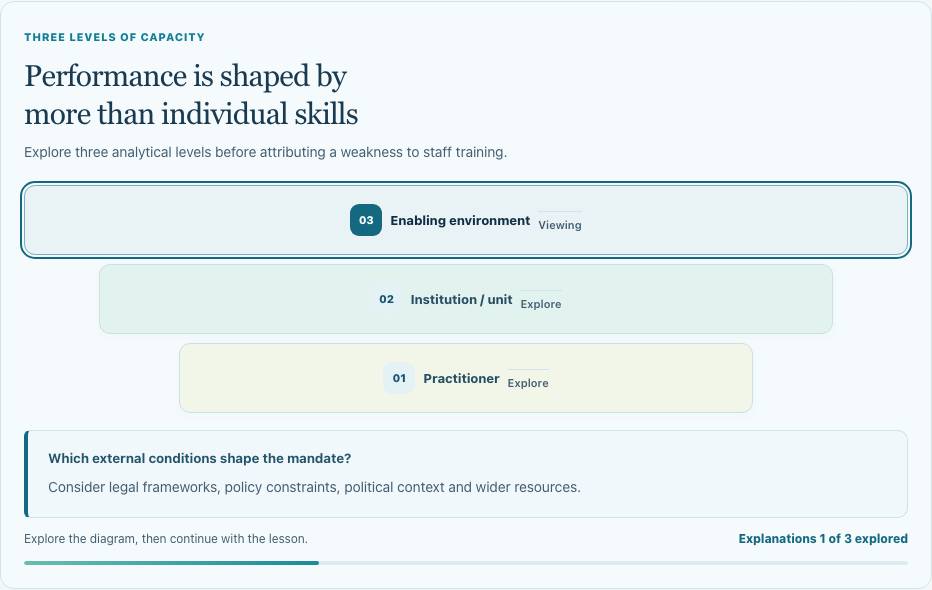 THREE LEVELS OF CAPACITY
Performance is shaped by
more than individual skills
Explore three analytical levels before attributing a weakness to staff training.
03 Enabling environment Viewing
02 Institution / unit Explore
01 Practitioner Explore
Which external conditions shape the mandate?
Consider legal frameworks, policy constraints, political context and wider resources.
Explore the diagram, then continue with the lesson. Explanations 1 of 3 explored